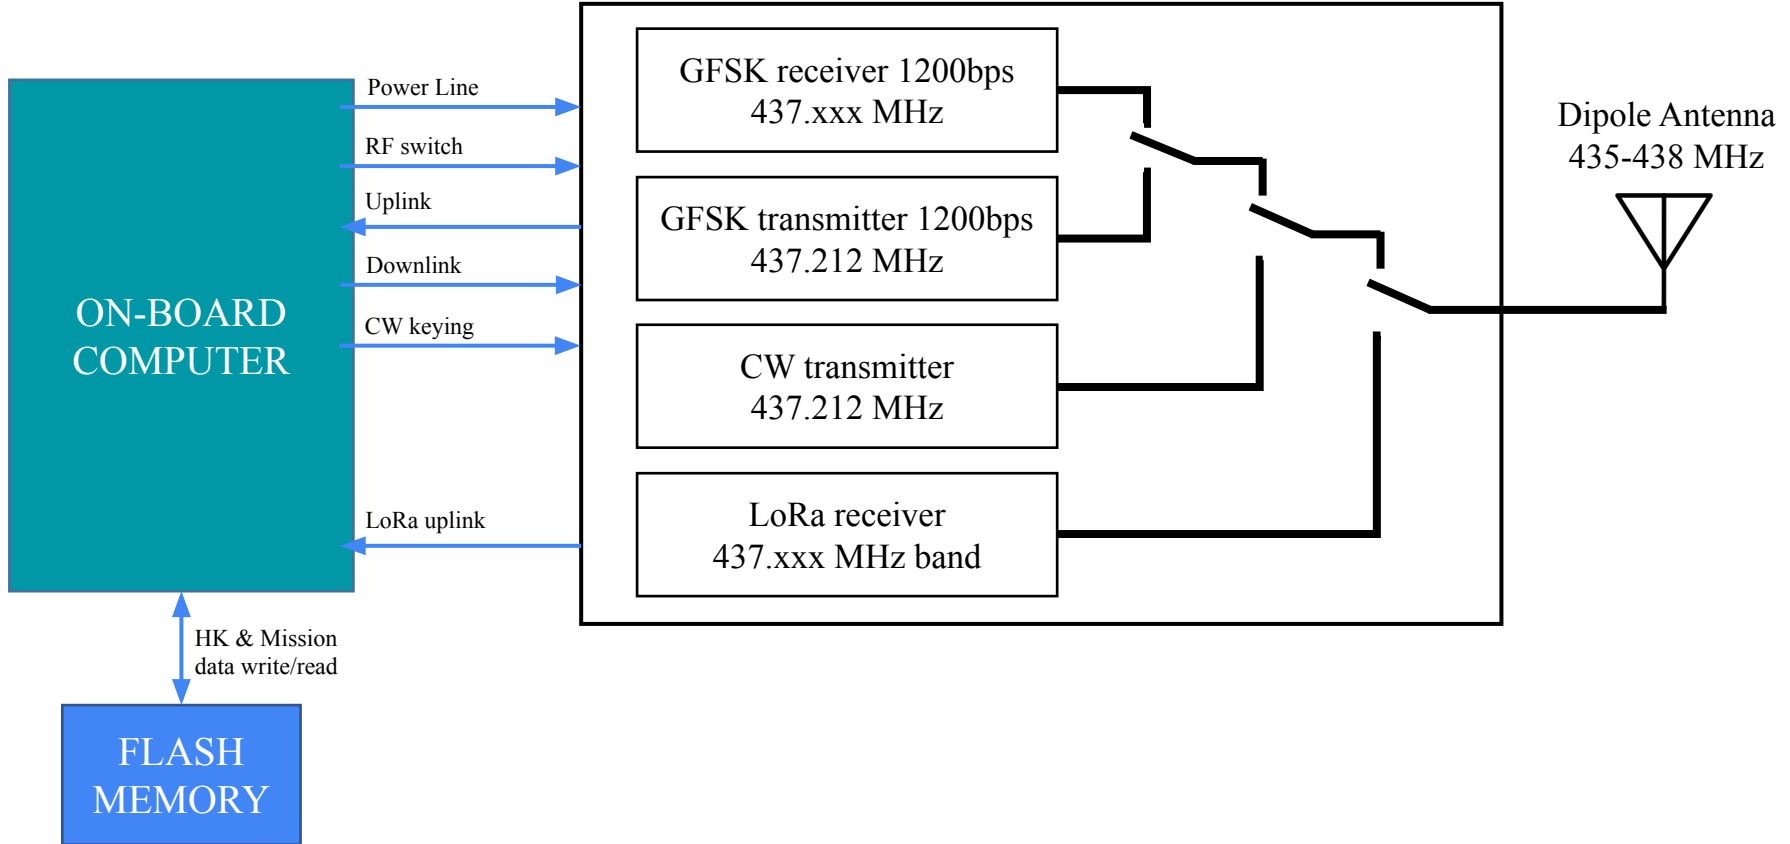 Power Line
RF switch
Uplink
Downlink
CW keying
LoRa uplink
ON-BOARD
COMPUTER
HK & Mission
data write/read
FLASH
MEMORY
GFSK receiver 1200bps
437.xxx MHz
GFSK transmitter 1200bps
437.212 MHz
CW transmitter
437.212 MHz
LoRa receiver
437.xxx MHz band
Dipole Antenna
435-438 MHz